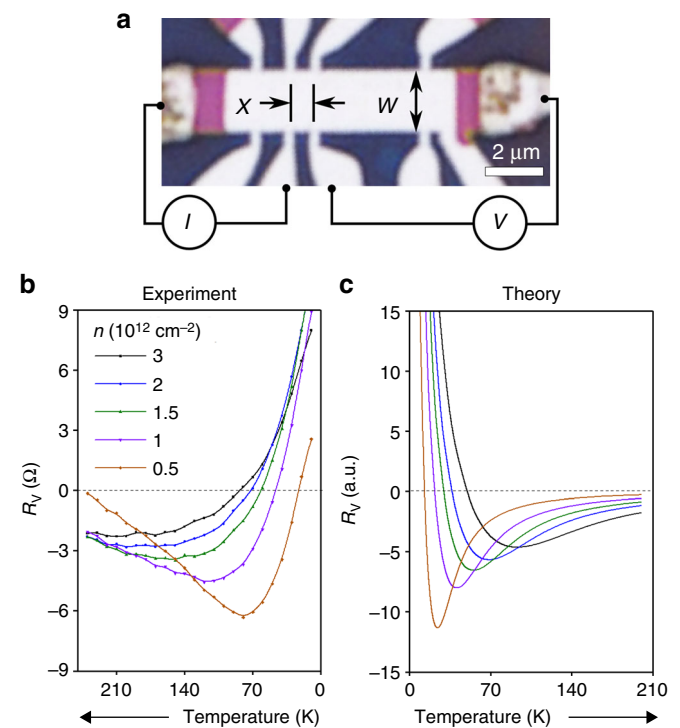 a
X
W
2 μm
I
V
b
Experiment
c
Theory
n (10¹² cm⁻²)
3
2
1.5
1
0.5
9
6
3
0
−3
−6
−9
R_V (Ω)
210
140
70
0
Temperature (K)
15
10
5
0
−5
−10
−15
R_V (a.u.)
0
70
140
210
Temperature (K)